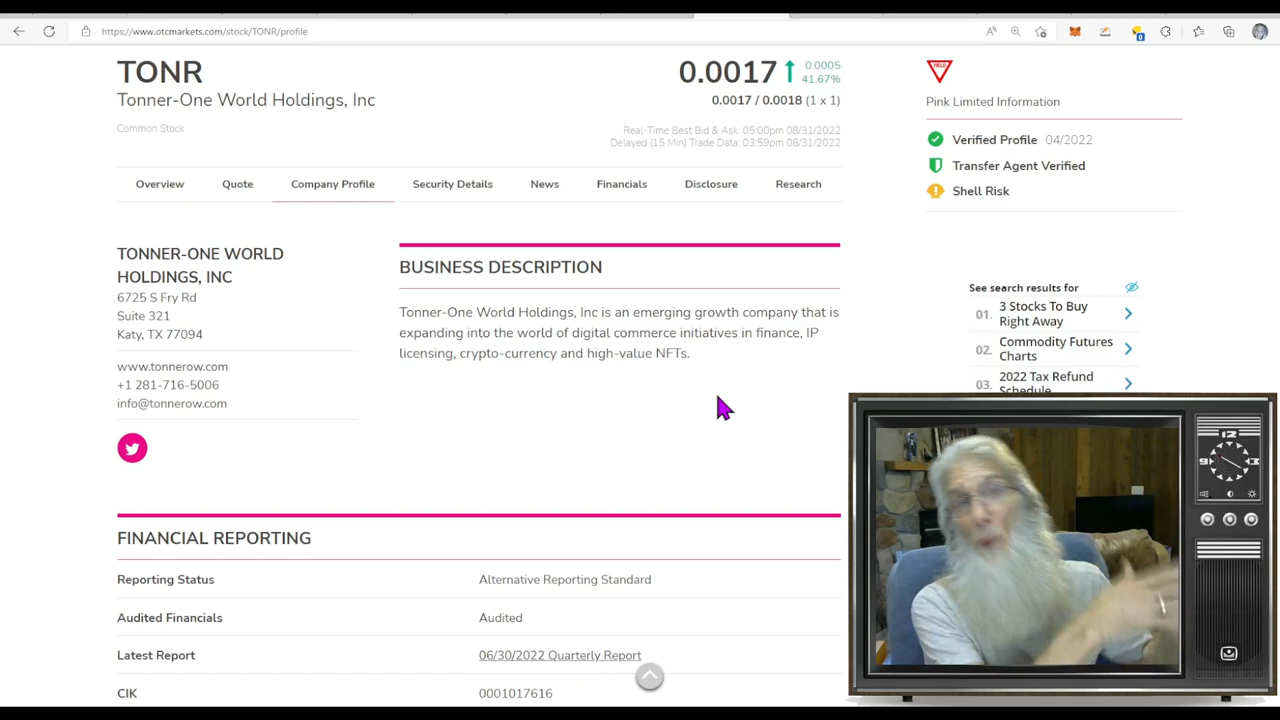 https://www.otcmarkets.com/stock/TONR/profile
A))
0
TONR
0.0017
0.0005
41.67%
Tonner-One World Holdings, Inc
0.0017 / 0.0018 (1 x 1)
Common Stock
Real-Time Best Bid & Ask: 05:00pm 08/31/2022
Delayed (15 Min) Trade Data: 03:59pm 08/31/2022
YIELD
Pink Limited Information
Verified Profile 04/2022
Transfer Agent Verified
Shell Risk
Overview
Quote
Company Profile
Security Details
News
Financials
Disclosure
Research
TONNER-ONE WORLD
HOLDINGS, INC
6725 S Fry Rd
Suite 321
Katy, TX 77094
www.tonnerow.com
+1 281-716-5006
info@tonnerow.com
BUSINESS DESCRIPTION
Tonner-One World Holdings, Inc is an emerging growth company that is
expanding into the world of digital commerce initiatives in finance, IP
licensing, crypto-currency and high-value NFTs.
See search results for
01. 3 Stocks To Buy
Right Away
02. Commodity Futures
Charts
03. 2022 Tax Refund
Schedule
FINANCIAL REPORTING
Reporting Status Alternative Reporting Standard
Audited Financials Audited
Latest Report 06/30/2022 Quarterly Report
CIK 0001017616
12
9 3